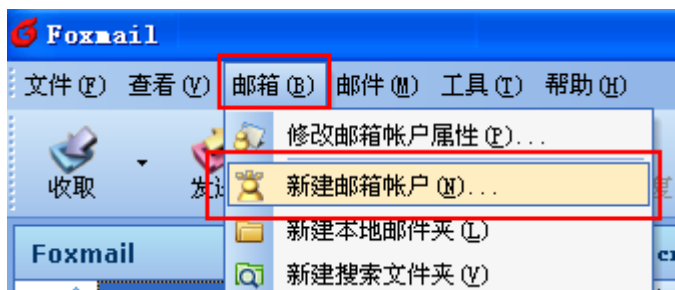 Foxmail
文件(F) 查看(V) 邮箱(B) 邮件(M) 工具(T) 帮助(H)
修改邮箱帐户属性(P)...
收取
新建邮箱帐户(N)...
新建本地邮件夹(L)
Foxmail
新建搜索文件夹(V)